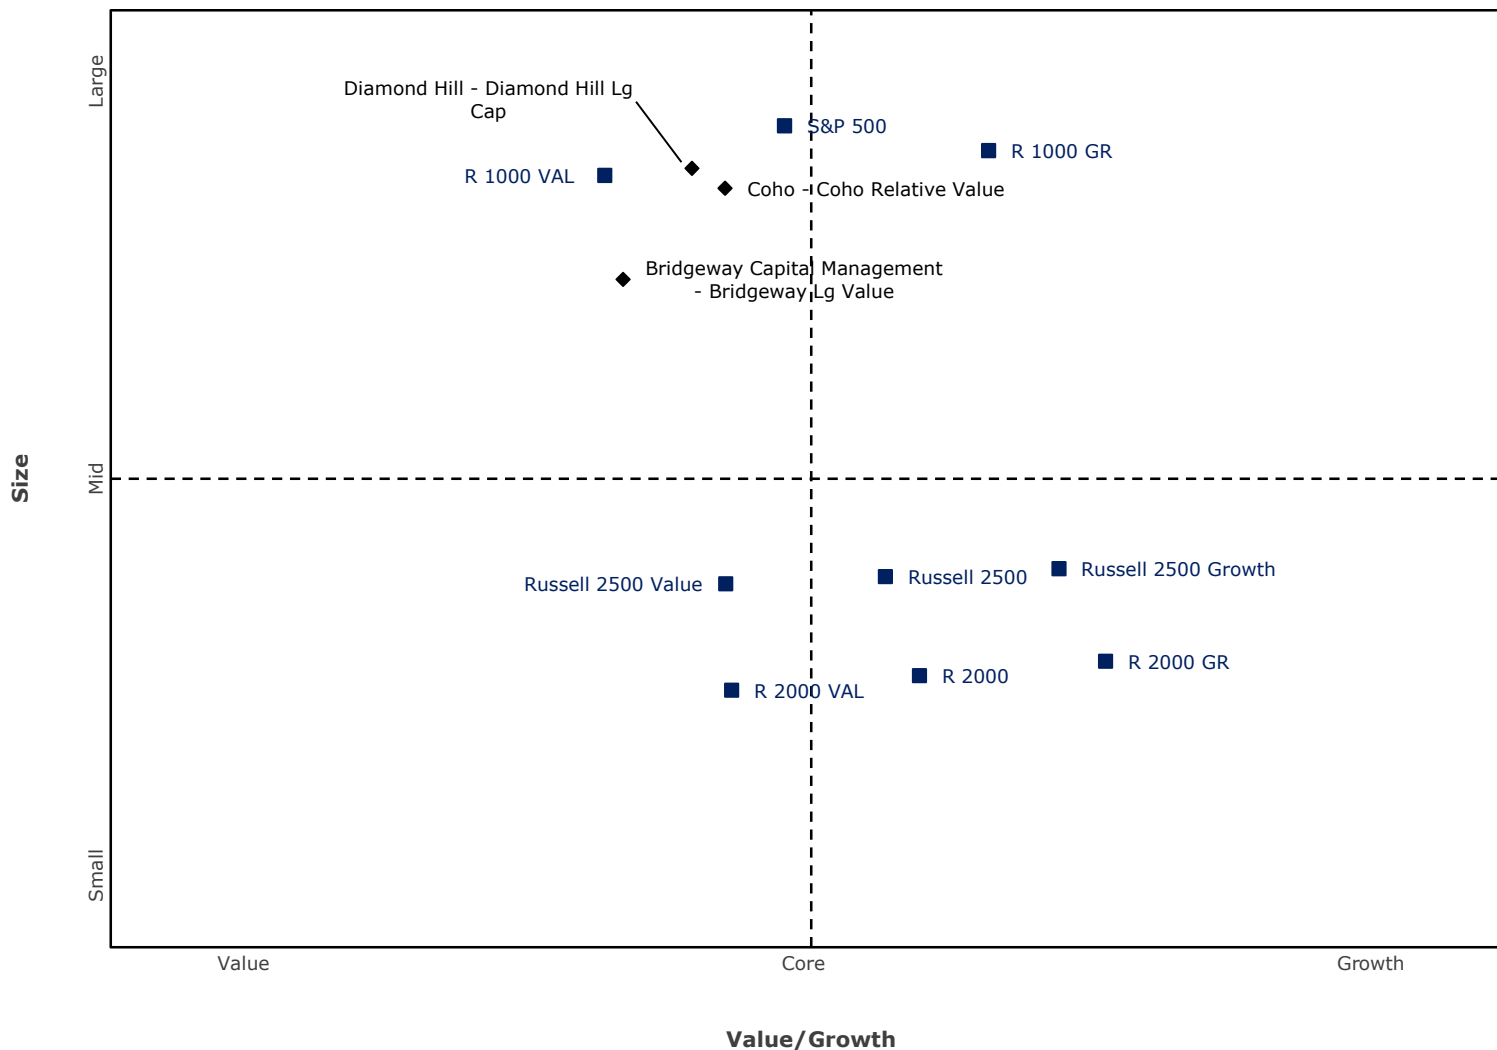 Large
Diamond Hill - Diamond Hill Lg
Cap
S&P 500
R 1000 GR
R 1000 VAL
Coho - Coho Relative Value
Bridgeway Capital Management
- Bridgeway Lg Value
Size
Mid
Russell 2500 Value
Russell 2500
Russell 2500 Growth
R 2000 VAL
R 2000
R 2000 GR
Small
Value
Core
Growth
Value/Growth